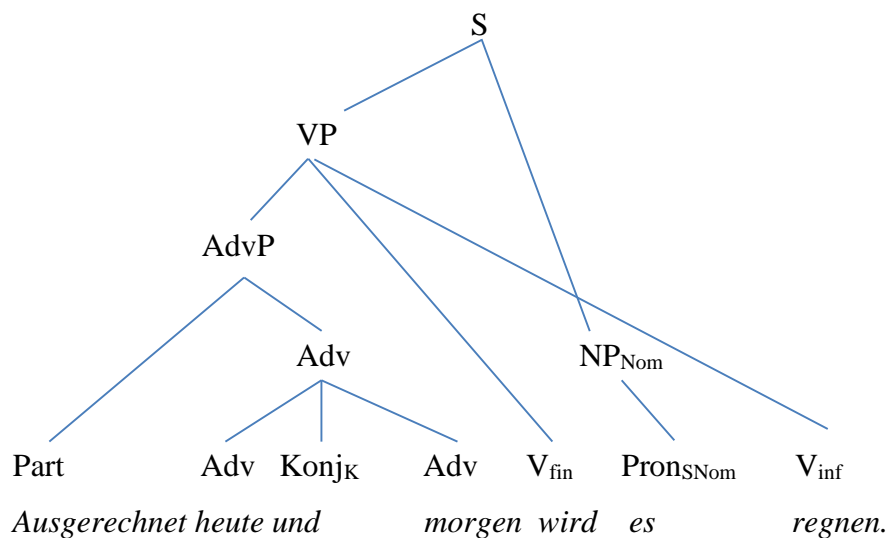 S
VP
AdvP
Adv NP_Nom
Part Adv Konj_K Adv V_fin Pron_SNom V_inf
Ausgerechnet heute und morgen wird es regnen.